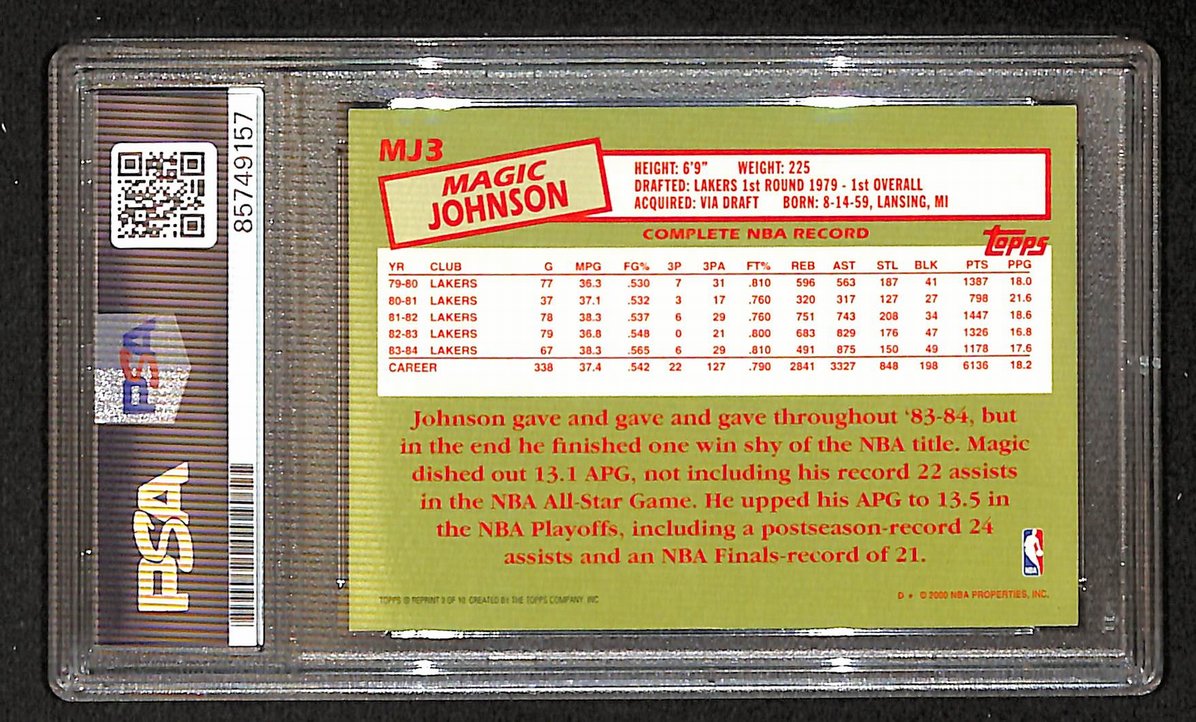 MJ3
MAGIC
JOHNSON
HEIGHT: 6'9" WEIGHT: 225
DRAFTED: LAKERS 1st ROUND 1979 - 1st OVERALL
ACQUIRED: VIA DRAFT BORN: 8-14-59, LANSING, MI
COMPLETE NBA RECORD
Topps
YR CLUB G MPG FG% 3P 3PA FT% REB AST STL BLK PTS PPG
79-80 LAKERS 77 36.3 .530 7 31 .810 596 563 187 41 1387 18.0
80-81 LAKERS 37 37.1 .532 3 17 .760 320 317 127 27 798 21.6
81-82 LAKERS 78 38.3 .537 6 29 .760 751 743 208 34 1447 18.6
82-83 LAKERS 79 36.8 .548 0 21 .800 683 829 176 47 1326 16.8
83-84 LAKERS 67 38.3 .565 6 29 .810 491 875 150 49 1178 17.6
CAREER 338 37.4 .542 22 127 .790 2841 3327 848 198 6136 18.2
Johnson gave and gave and gave throughout '83-84, but
in the end he finished one win shy of the NBA title. Magic
dished out 13.1 APG, not including his record 22 assists
in the NBA All-Star Game. He upped his APG to 13.5 in
the NBA Playoffs, including a postseason-record 24
assists and an NBA Finals-record of 21.
NBA
TOPPS ® REPRINT 3 OF 10 CREATED BY THE TOPPS COMPANY, INC
D * © 2000 NBA PROPERTIES, INC.
85749157
PSA
PSA